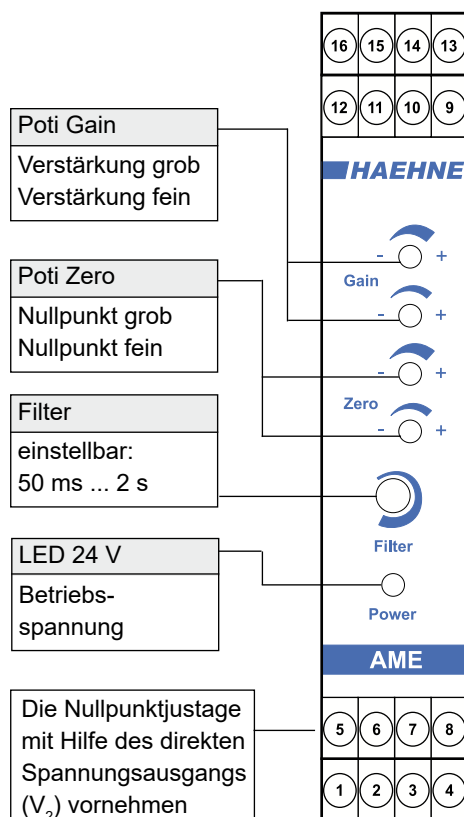 16 15 14 13
12 11 10 9
HAEHNE
Poti Gain
Verstärkung grob
Verstärkung fein
- +
Gain
- +
Poti Zero
Nullpunkt grob
Nullpunkt fein
- +
Zero
- +
Filter
einstellbar:
50 ms ... 2 s
Filter
LED 24 V
Betriebs-
spannung
Power
AME
Die Nullpunktjustage
mit Hilfe des direkten
Spannungsausgangs
(V₂) vornehmen
5 6 7 8
1 2 3 4